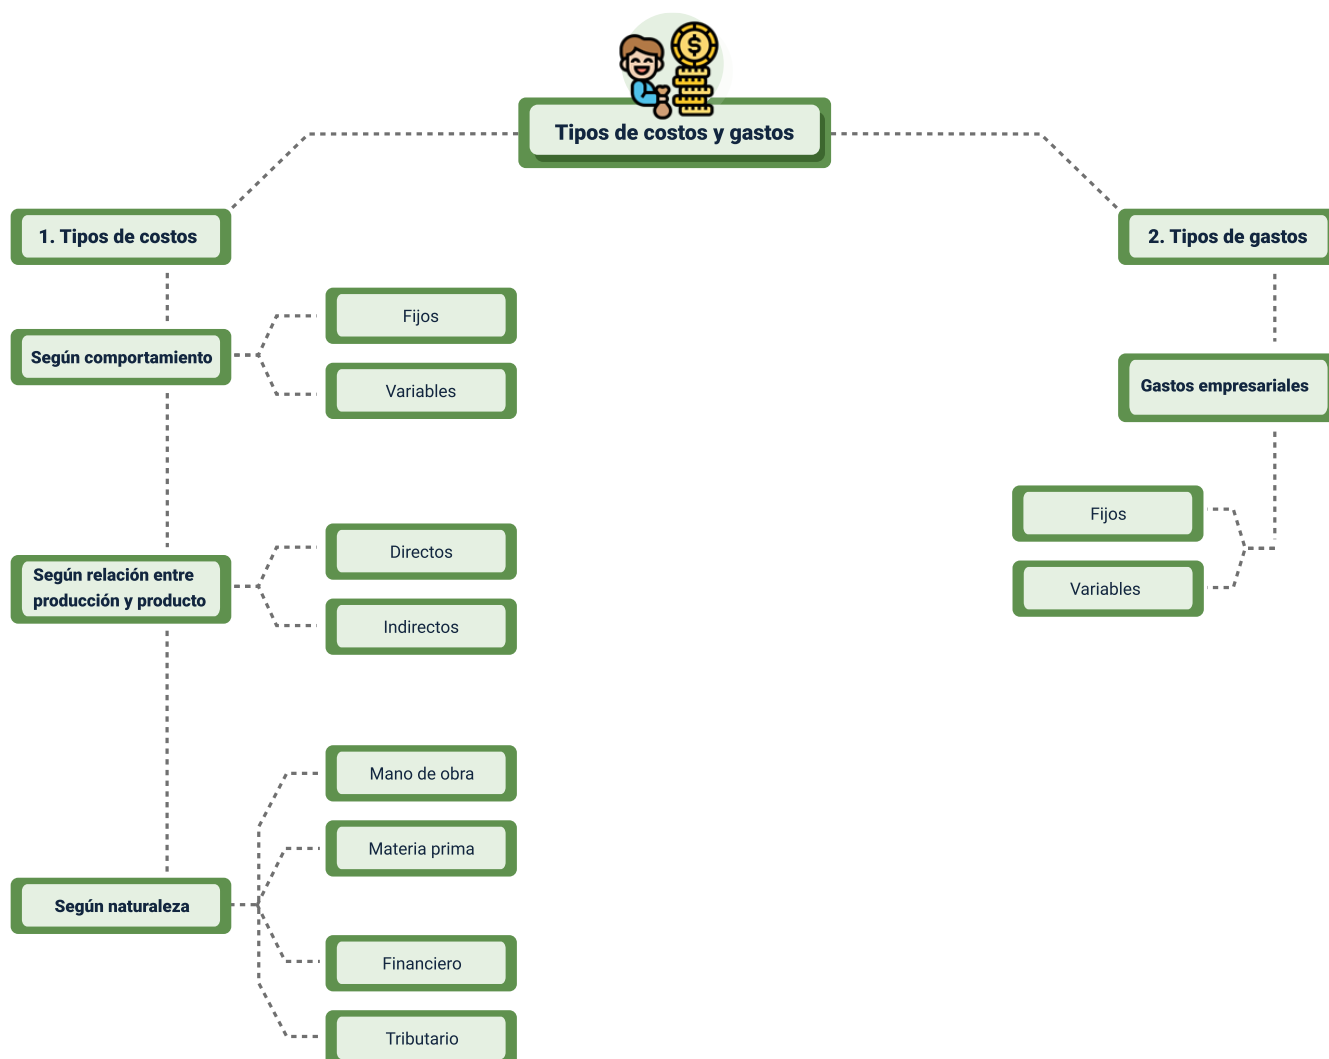 $
Tipos de costos y gastos
1. Tipos de costos
Según comportamiento
Fijos
Variables
Según relación entre
producción y producto
Directos
Indirectos
Según naturaleza
Mano de obra
Materia prima
Financiero
Tributario
2. Tipos de gastos
Gastos empresariales
Fijos
Variables